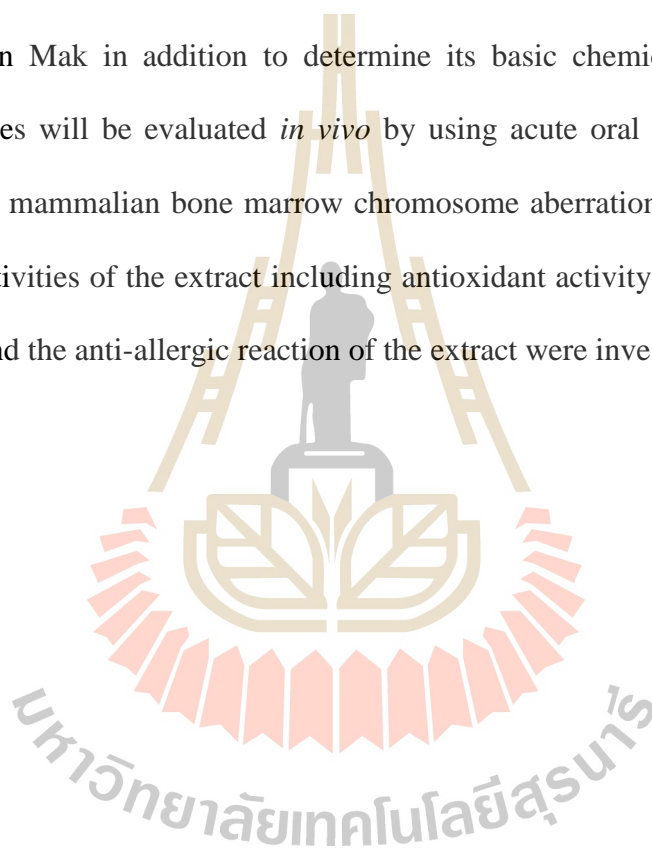 n Mak in addition to determine its basic chemic
es will be evaluated in vivo by using acute oral
mammalian bone marrow chromosome aberration
tivities of the extract including antioxidant activity
nd the anti-allergic reaction of the extract were inve
มหาวิทยาลัยเทคโนโลยีสุรนารี